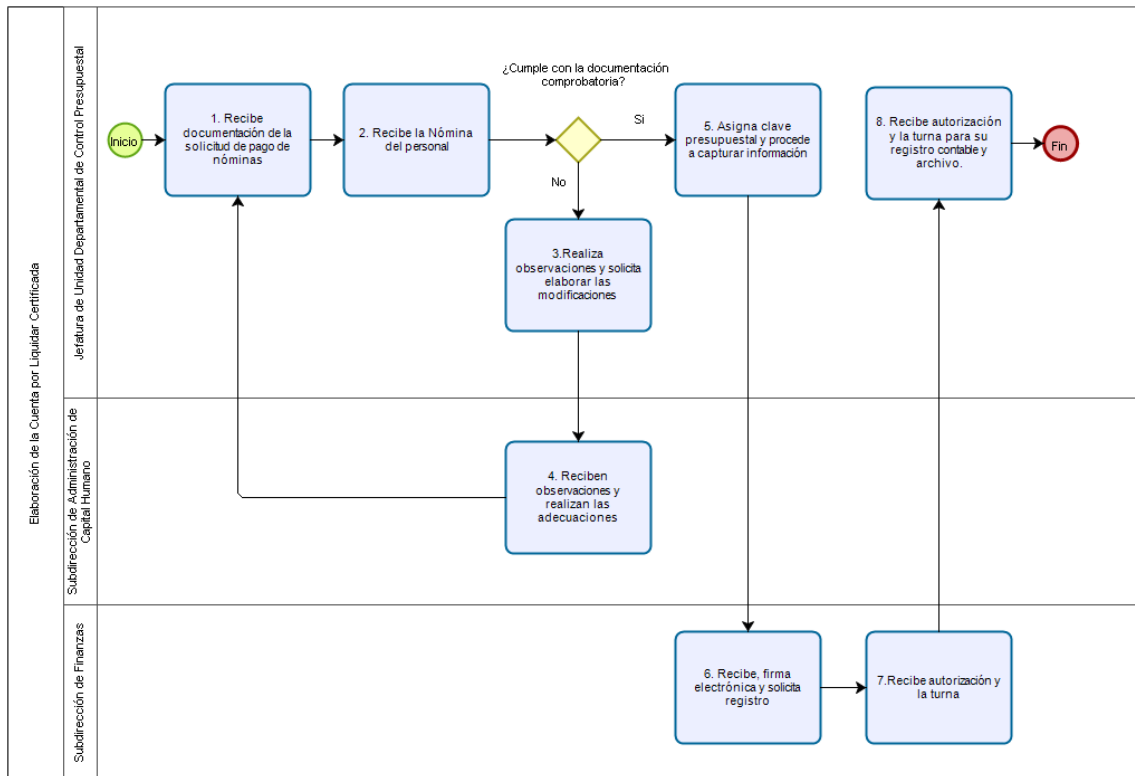 Elaboración de la Cuenta por Liquidar Certificada
Jefatura de Unidad Departamental de Control Presupuestal
Inicio
1. Recibe
documentación de la
solicitud de pago de
nóminas
2. Recibe la Nómina
del personal
¿Cumple con la documentación
comprobatoria?
Si
No
3.Realiza
observaciones y solicita
elaborar las
modificaciones
5. Asigna clave
presupuestal y procede
a capturar información
8. Recibe autorización
y la turna para su
registro contable y
archivo.
Fin
Subdirección de Administración de
Capital Humano
4. Reciben
observaciones y
realizan las
adecuaciones
Subdirección de Finanzas
6. Recibe, firma
electrónica y solicita
registro
7.Recibe autorización y
la turna